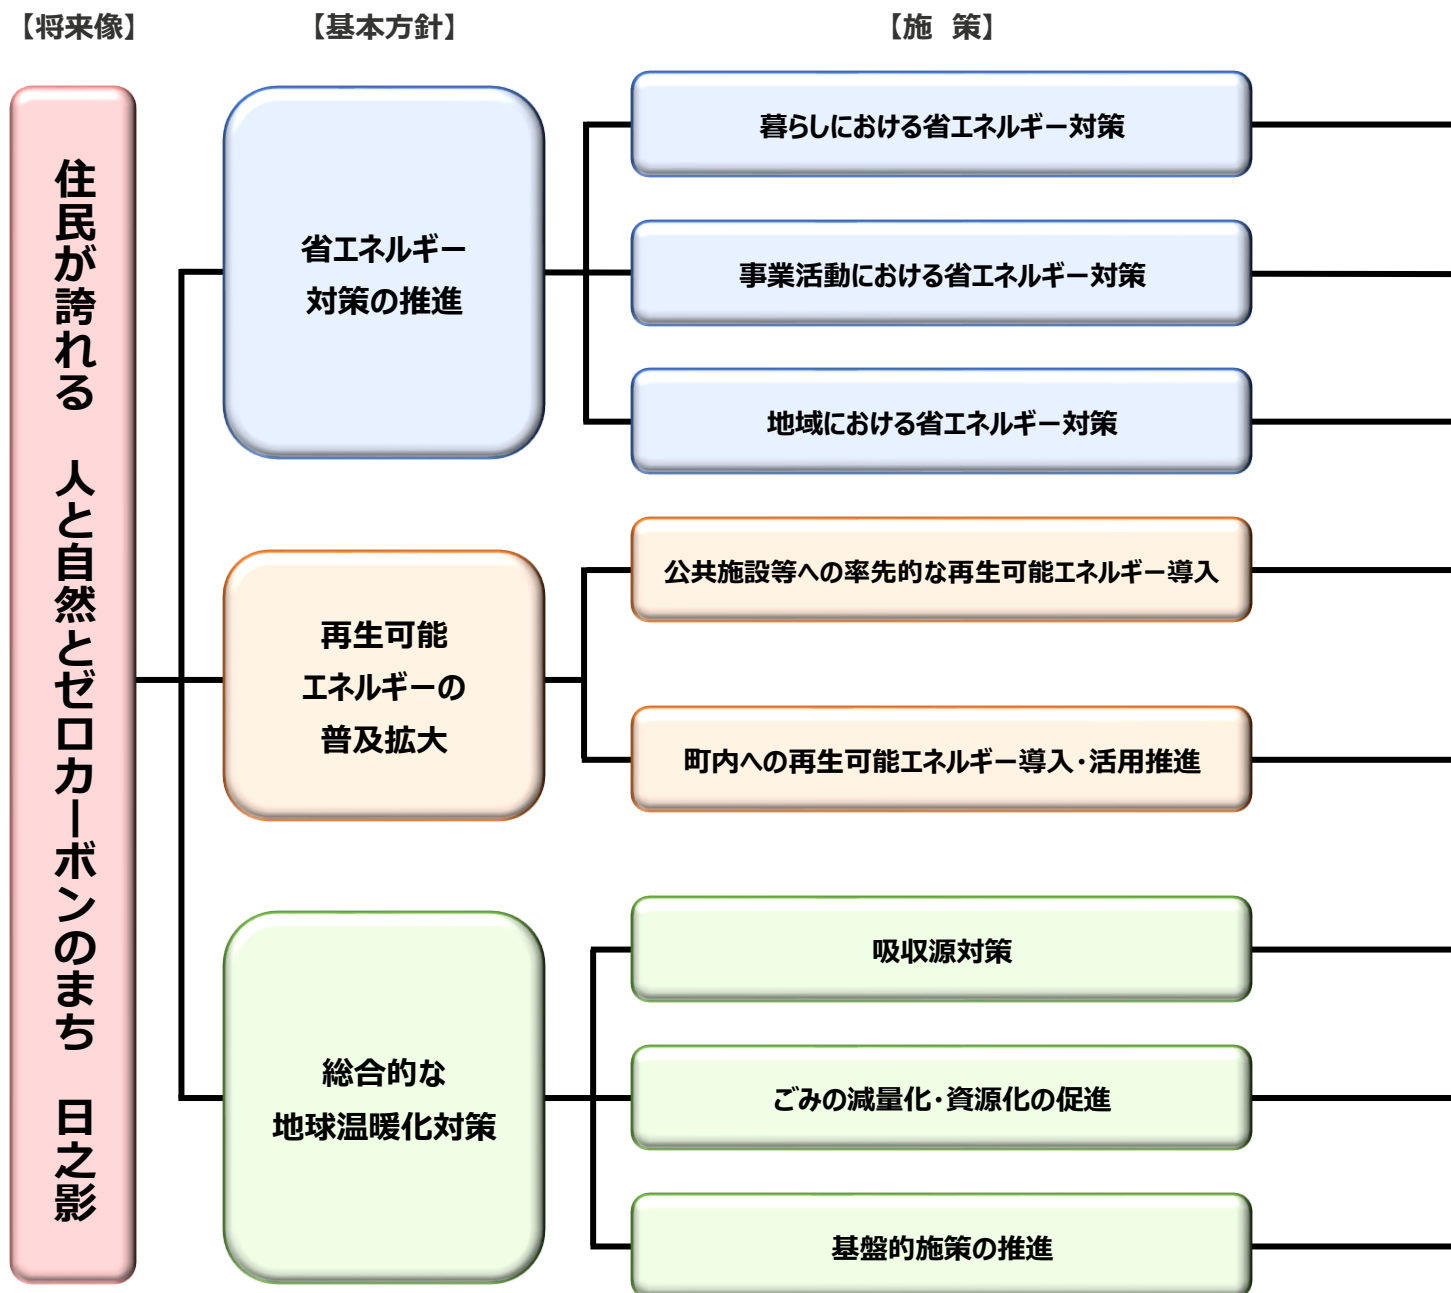 【将来像】
【基本方針】
【施 策】
住民が誇れる 人と自然とゼロカーボンのまち 日之影
省エネルギー
対策の推進
暮らしにおける省エネルギー対策
事業活動における省エネルギー対策
地域における省エネルギー対策
再生可能
エネルギーの
普及拡大
公共施設等への率先的な再生可能エネルギー導入
町内への再生可能エネルギー導入・活用推進
総合的な
地球温暖化対策
吸収源対策
ごみの減量化・資源化の促進
基盤的施策の推進